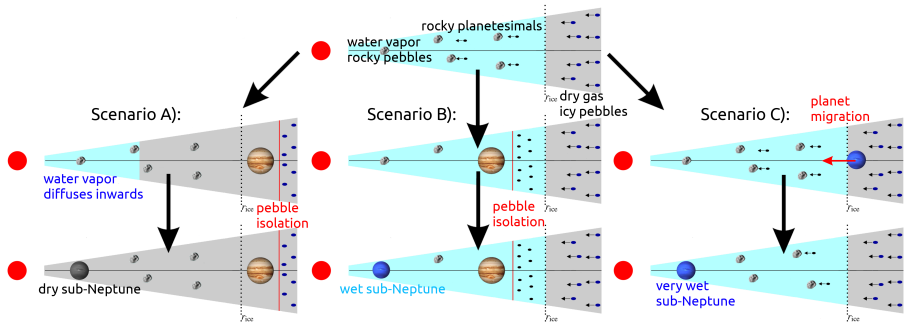 rocky planetesimals
water vapor
rocky pebbles
r_ice
dry gas
icy pebbles
Scenario A):
Scenario B):
Scenario C):
planet
migration
water vapor
diffuses inwards
r_ice
r_ice
pebble
isolation
pebble
isolation
dry sub-Neptune
wet sub-Neptune
very wet
sub-Neptune
r_ice
r_ice
r_ice